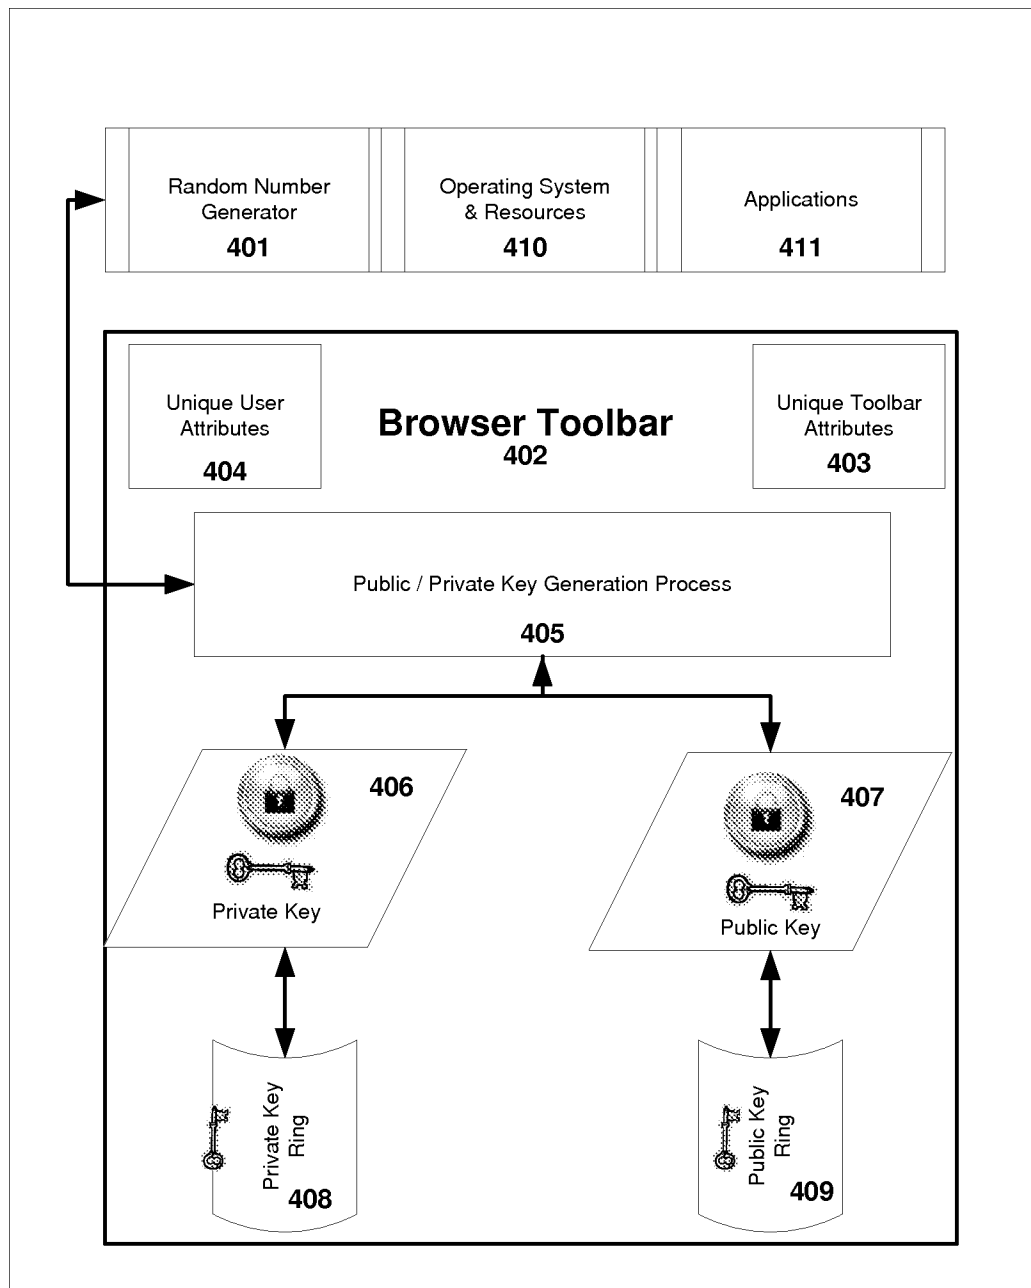 Random Number
Generator
401
Operating System
& Resources
410
Applications
411
Unique User
Attributes
404
Browser Toolbar
402
Unique Toolbar
Attributes
403
Public / Private Key Generation Process
405
406
Private Key
407
Public Key
Private Key
Ring
408
Public Key
Ring
409